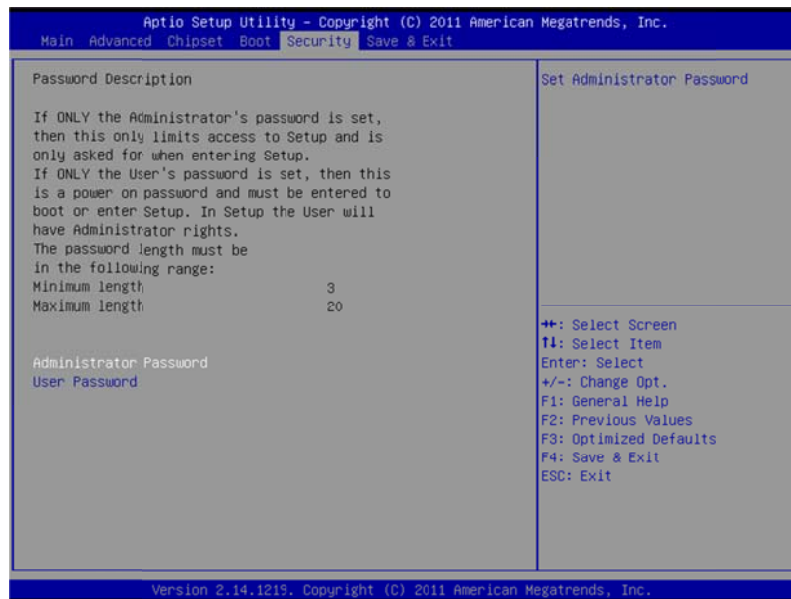 Aptio Setup Utility - Copyright (C) 2011 American Megatrends, Inc.
Main Advanced Chipset Boot Security Save & Exit
Password Description
If ONLY the Administrator's password is set,
then this only limits access to Setup and is
only asked for when entering Setup.
If ONLY the User's password is set, then this
is a power on password and must be entered to
boot or enter Setup. In Setup the User will
have Administrator rights.
The password length must be
in the following range:
Minimum length 3
Maximum length 20
Administrator Password
User Password
Set Administrator Password
→←: Select Screen
↑↓: Select Item
Enter: Select
+/-: Change Opt.
F1: General Help
F2: Previous Values
F3: Optimized Defaults
F4: Save & Exit
ESC: Exit
Version 2.14.1219. Copyright (C) 2011 American Megatrends, Inc.